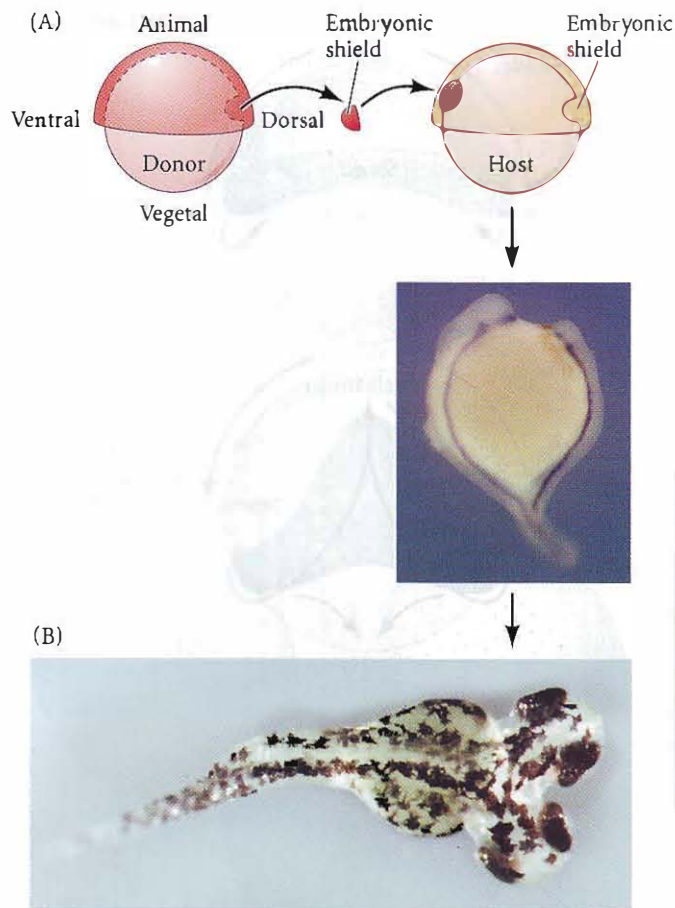 (A)
Animal
Embryonic
shield
Embryonic
shield
Ventral
Dorsal
Donor
Host
Vegetal
(B)